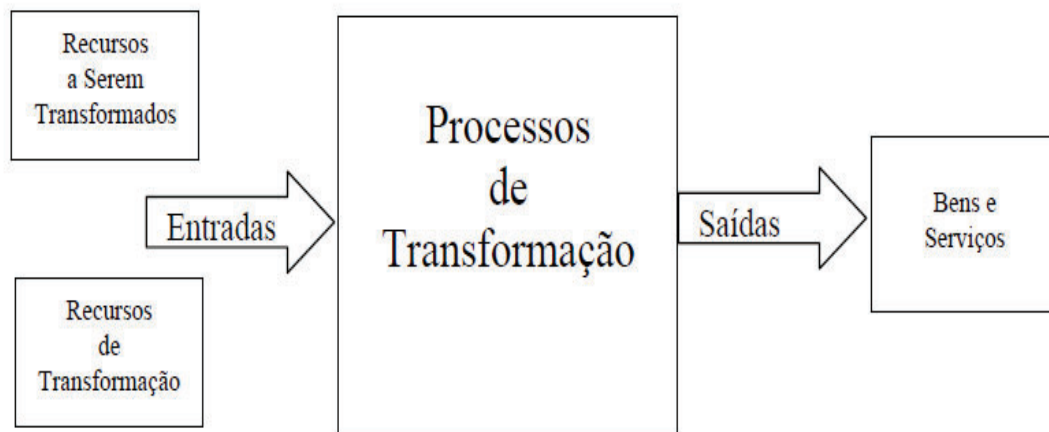 Recursos
a Serem
Transformados
Entradas
Recursos
de
Transformação
Processos
de
Transformação
Saídas
Bens e
Serviços